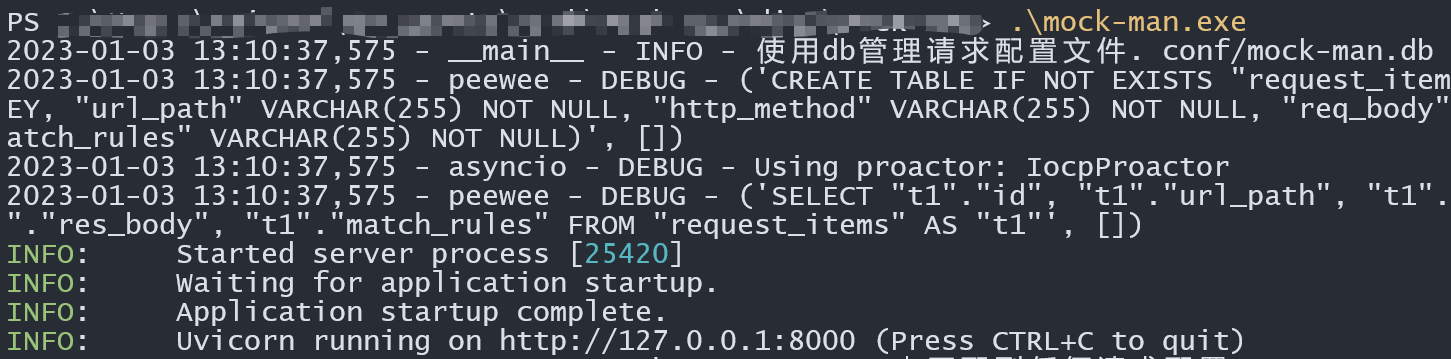 PS > .\mock-man.exe
2023-01-03 13:10:37,575 - __main__ - INFO - 使用db管理请求配置文件. conf/mock-man.db
2023-01-03 13:10:37,575 - peewee - DEBUG - ('CREATE TABLE IF NOT EXISTS "request_item
EY, "url_path" VARCHAR(255) NOT NULL, "http_method" VARCHAR(255) NOT NULL, "req_body"
atch_rules" VARCHAR(255) NOT NULL)', [])
2023-01-03 13:10:37,575 - asyncio - DEBUG - Using proactor: IocpProactor
2023-01-03 13:10:37,575 - peewee - DEBUG - ('SELECT "t1"."id", "t1"."url_path", "t1".
"."res_body", "t1"."match_rules" FROM "request_items" AS "t1"', [])
INFO: Started server process [25420]
INFO: Waiting for application startup.
INFO: Application startup complete.
INFO: Uvicorn running on http://127.0.0.1:8000 (Press CTRL+C to quit)